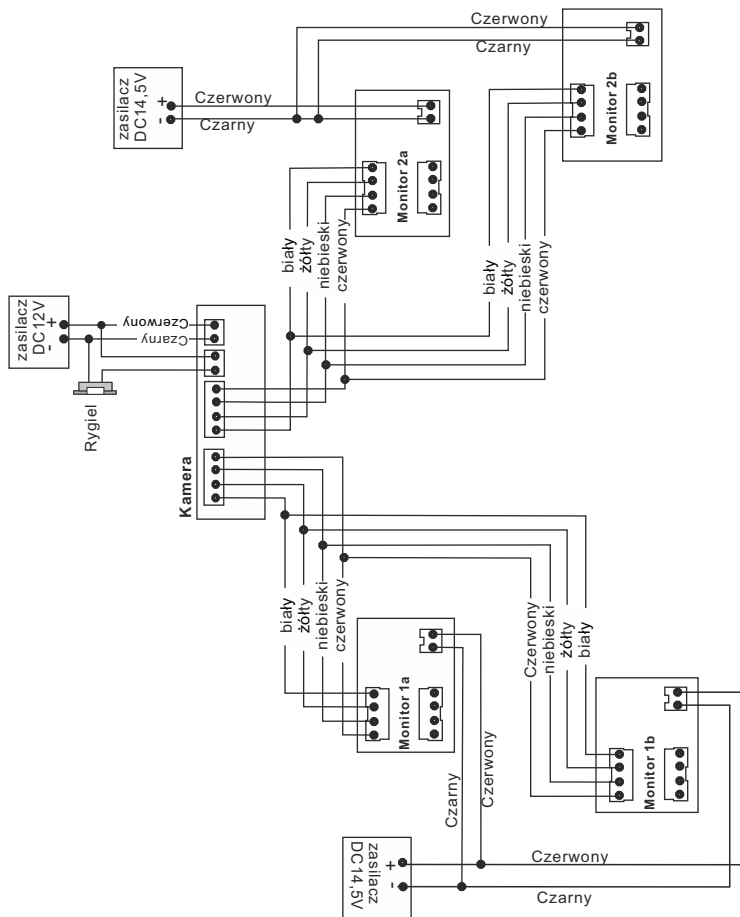 Czerwony
Czarny
zasilacz
DC14,5V
+
-
Czerwony
Czarny
Monitor 2a
Monitor 2b
biały
żółty
niebieski
czerwony
biały
żółty
niebieski
czerwony
zasilacz
DC12V
+
-
Czerwony
Czarny
Rygiel
Kamera
biały
żółty
niebieski
czerwony
Czerwony
niebieski
żółty
biały
Monitor 1a
Monitor 1b
Czarny
Czerwony
zasilacz
DC14,5V
+
-
Czerwony
Czarny